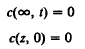 c(∞, t) = 0
c(z, 0) = 0